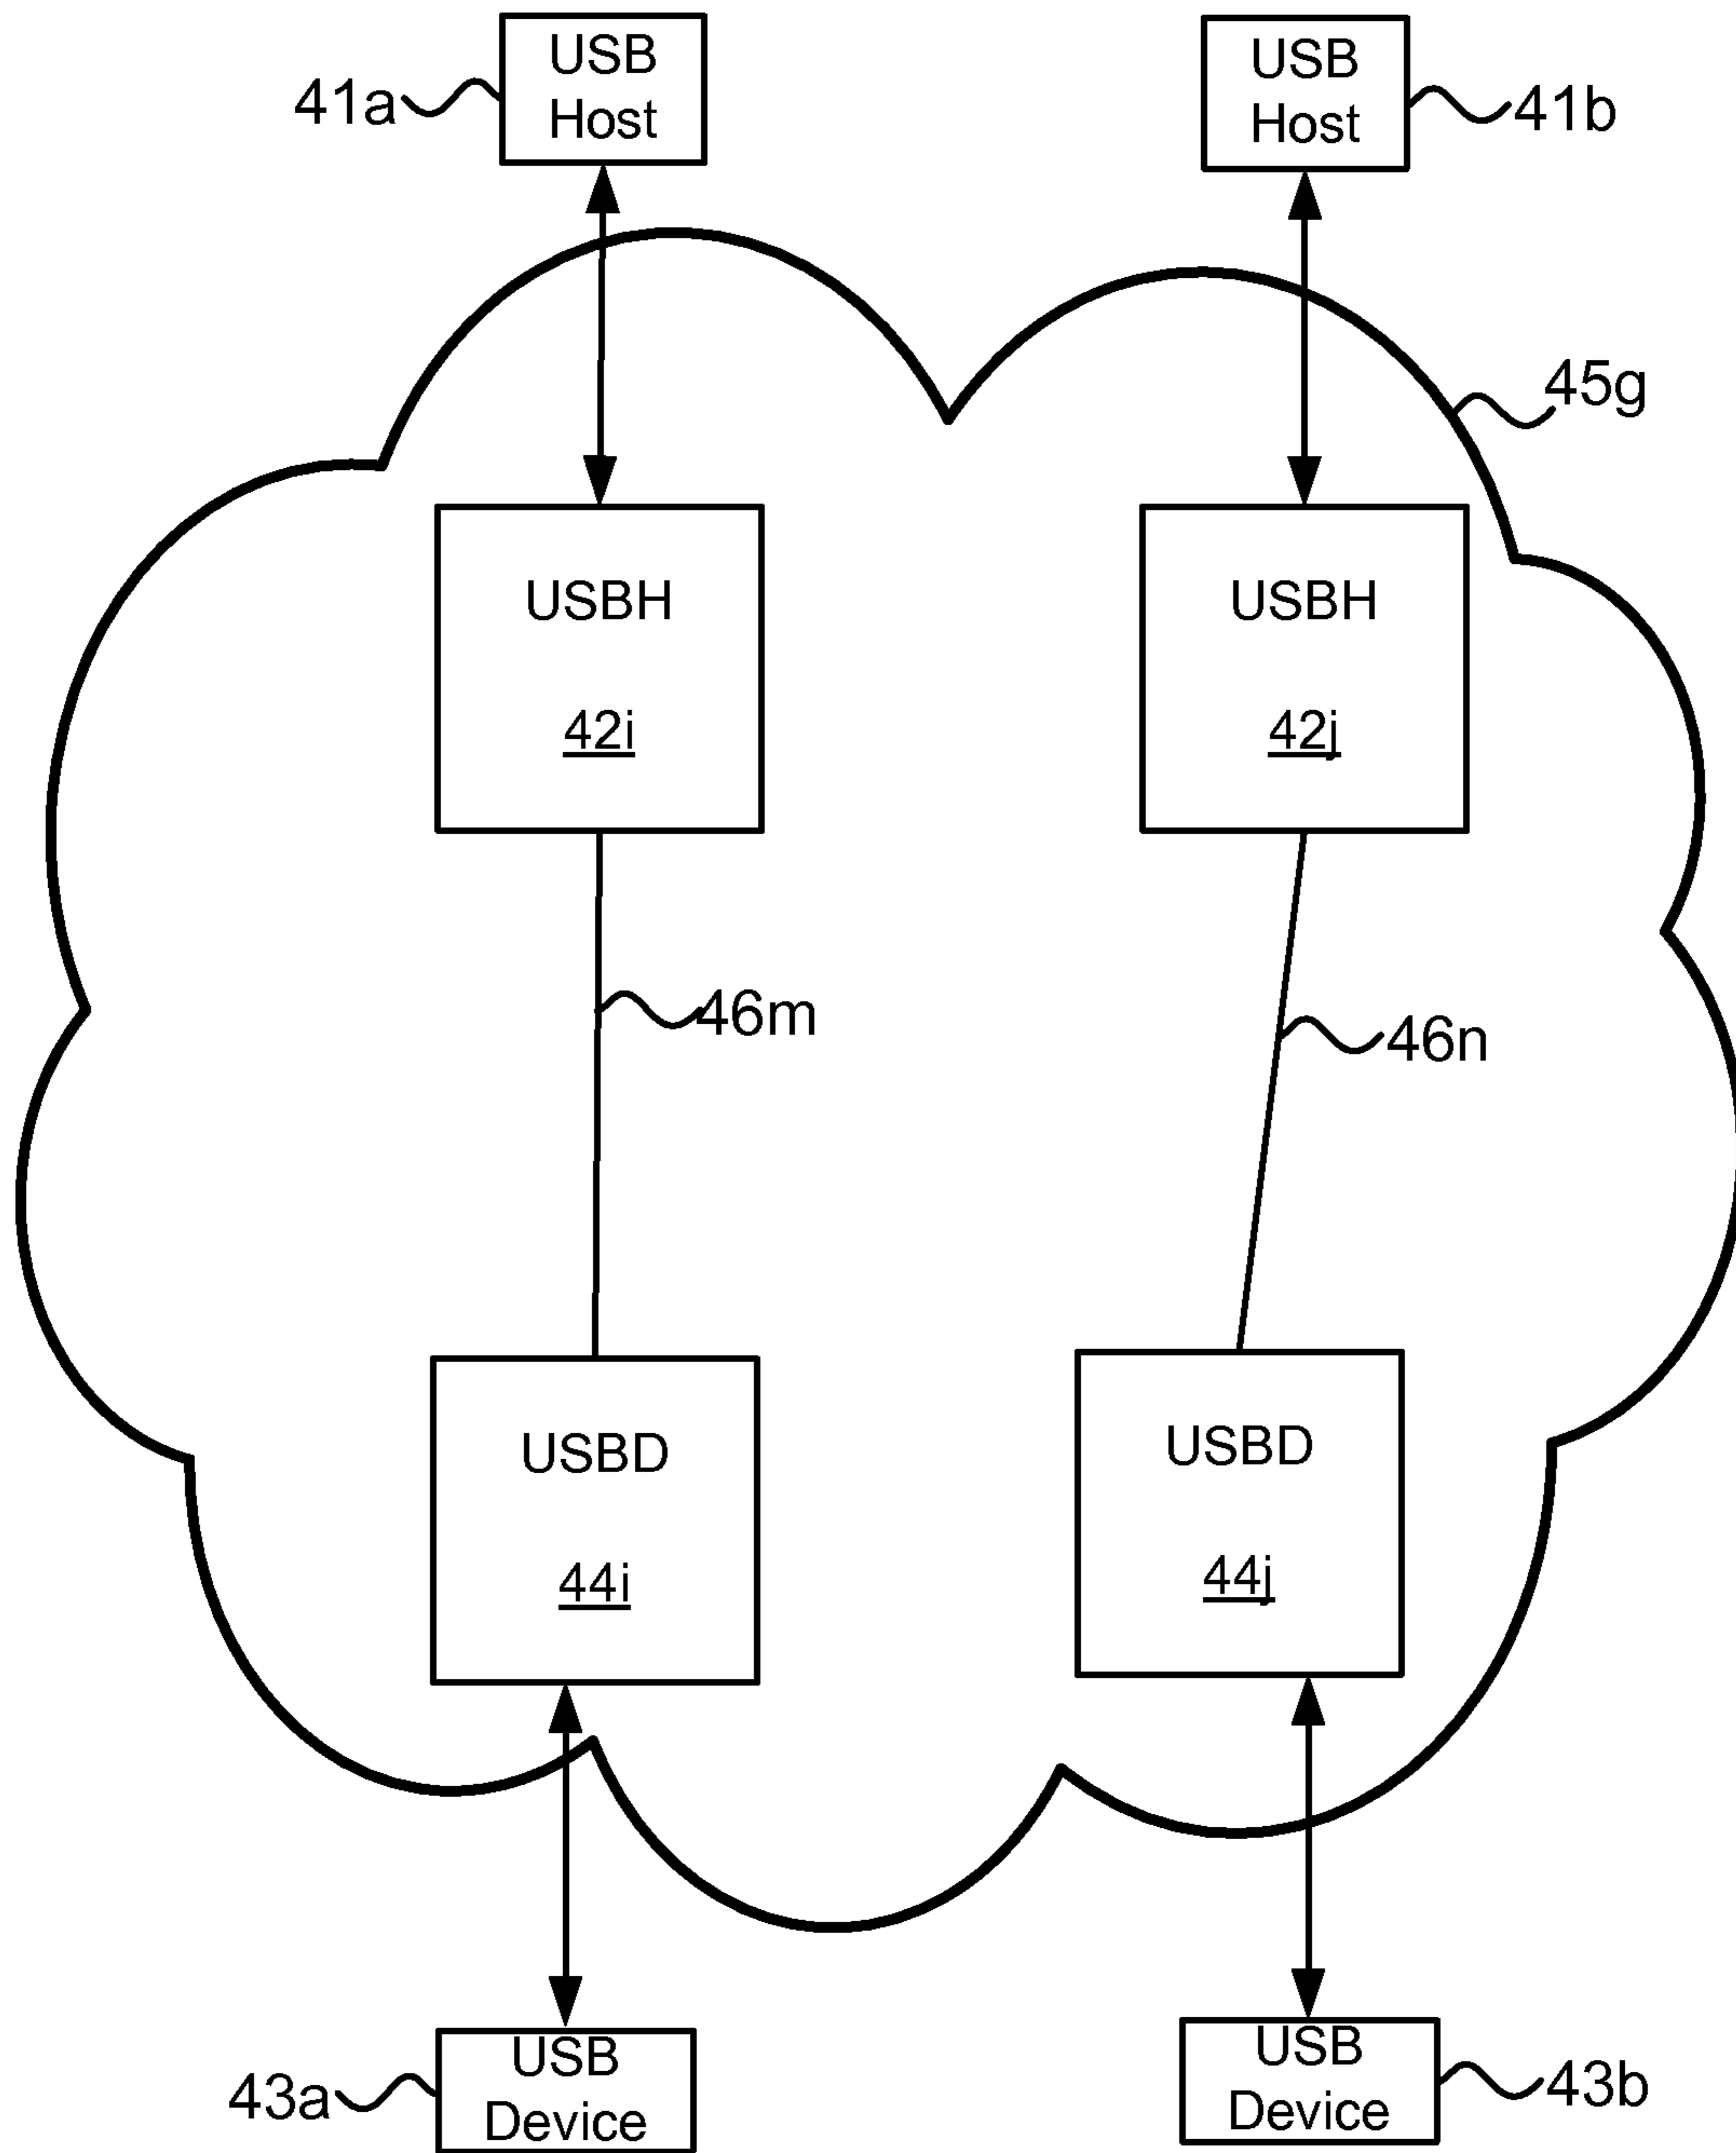 USB
Host
41a
USB
Host
41b
45g
USBH
42i
USBH
42j
46m
46n
USBD
44i
USBD
44j
USB
Device
43a
USB
Device
43b